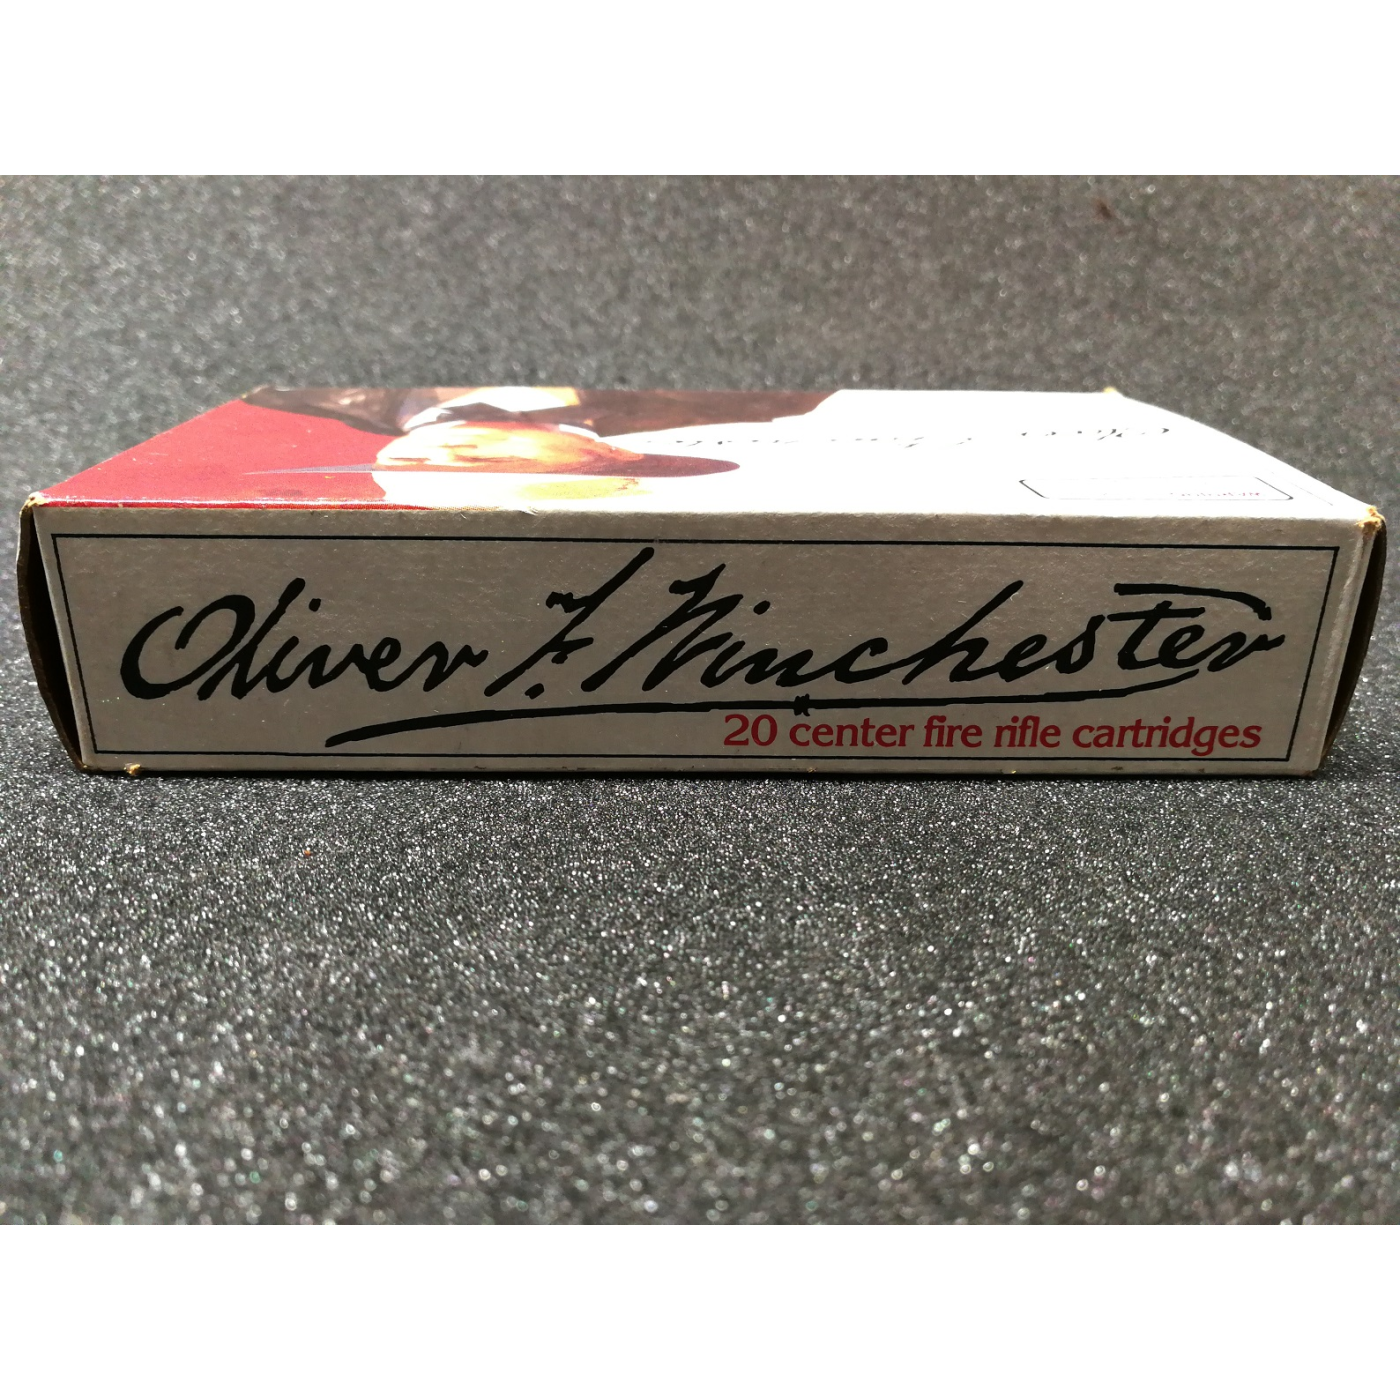 Oliver F. Winchester
20 center fire rifle cartridges